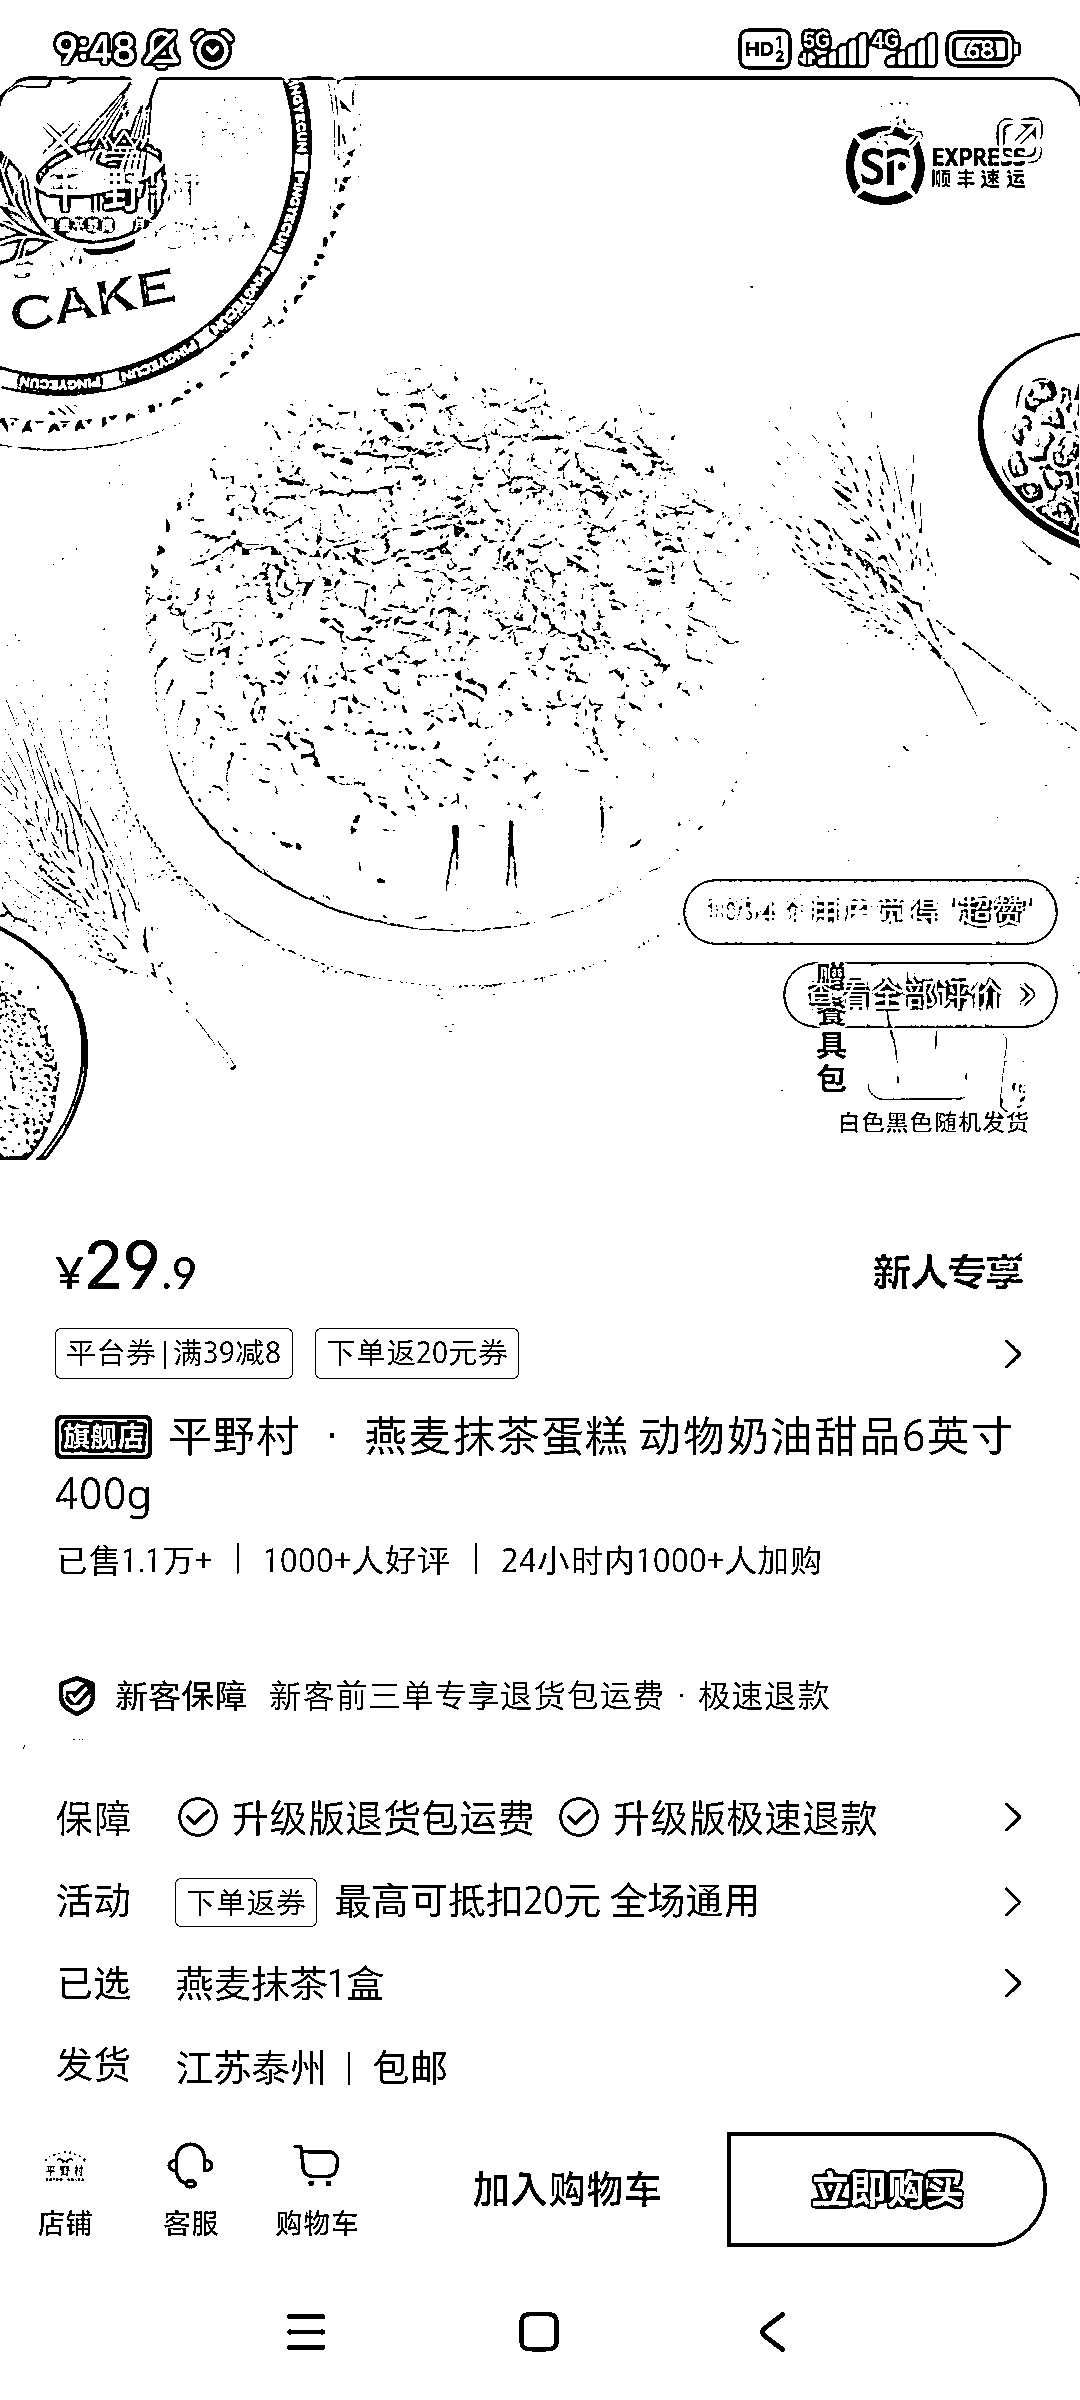 9:48
HD 1 2 5G 4G 68
SF EXPRESS
顺丰速运
平野村
CAKE
PINGYECUN PINGYECUN PINGYECUN PINGYECUN PINGYECUN
个用户觉得“超赞”
查看全部评价
赠餐具包
白色黑色随机发货
¥29.9
新人专享
平台券|满39减8 下单返20元券
旗舰店 平野村 · 燕麦抹茶蛋糕 动物奶油甜品6英寸
400g
已售1.1万+ | 1000+人好评 | 24小时内1000+人加购
新客保障 新客前三单专享退货包运费 · 极速退款
保障 升级版退货包运费 升级版极速退款
活动 下单返券 最高可抵扣20元 全场通用
已选 燕麦抹茶1盒
发货 江苏泰州 | 包邮
平野村
店铺 客服 购物车 加入购物车 立即购买